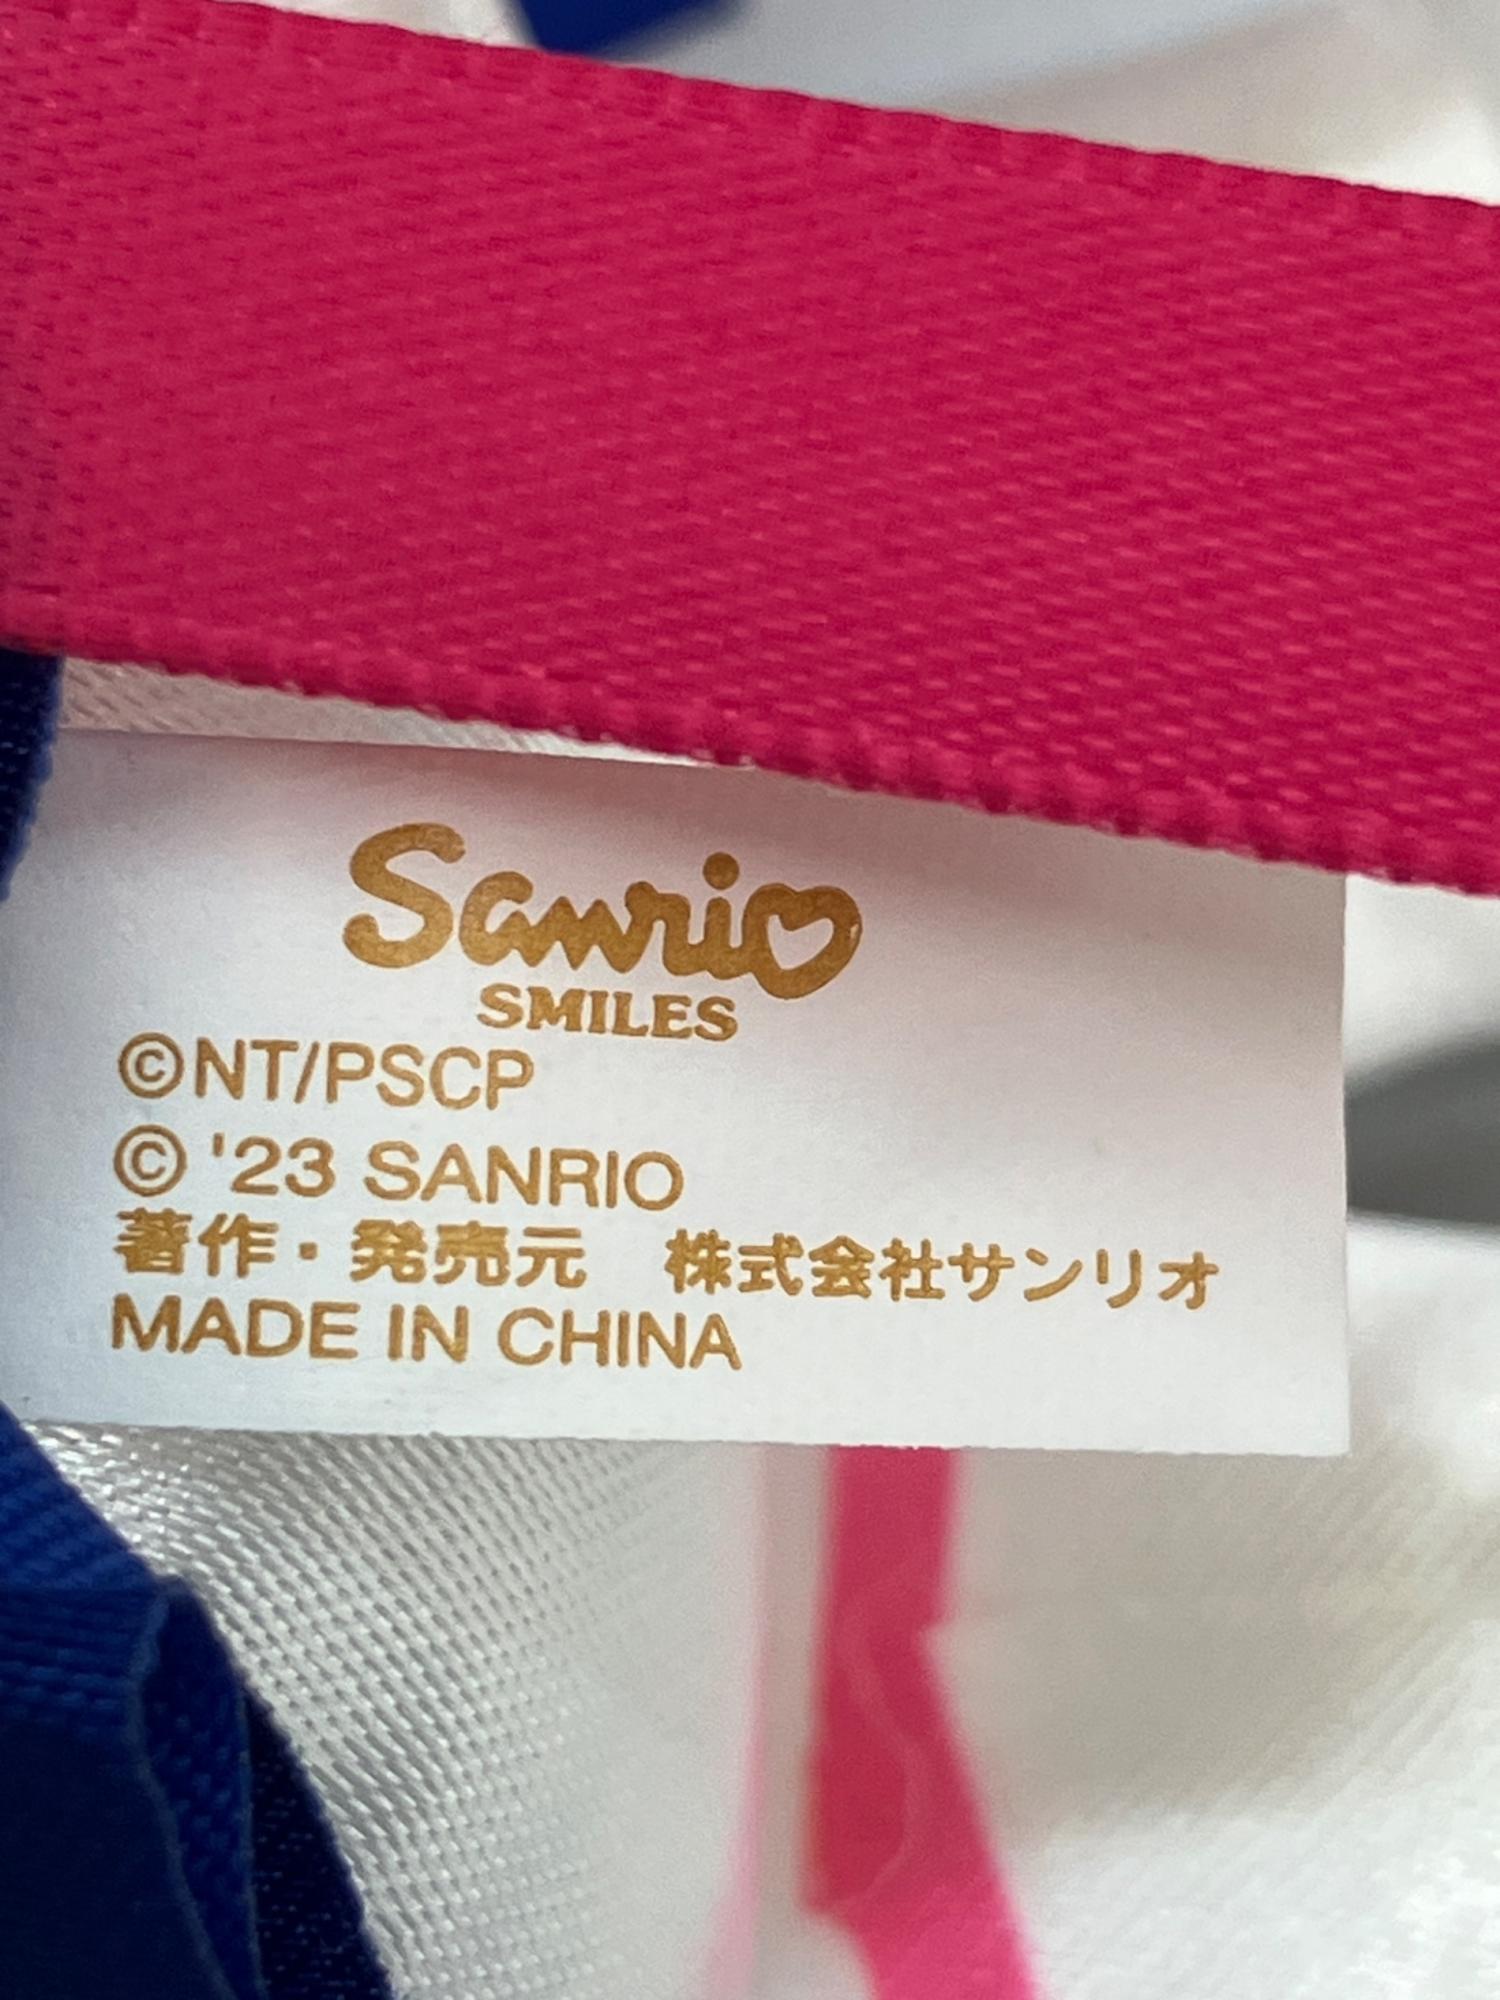 Sanrio
SMILES
©NT/PSCP
© '23 SANRIO
著作・発売元　株式会社サンリオ
MADE IN CHINA